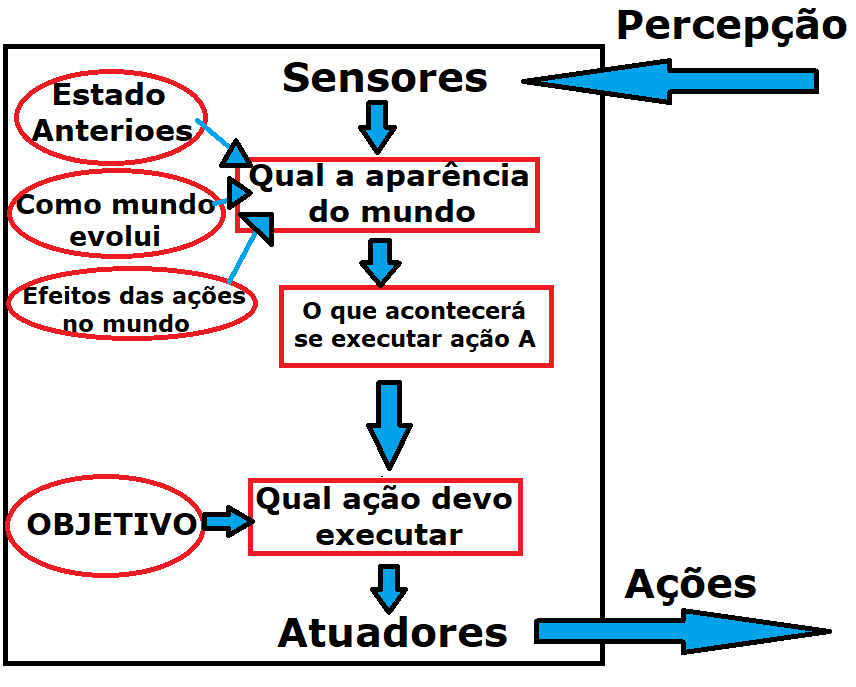 Percepção
Sensores
Estado
Anterioes
Qual a aparência
do mundo
Como mundo
evolui
Efeitos das ações
no mundo
O que acontecerá
se executar ação A
OBJETIVO
Qual ação devo
executar
Ações
Atuadores